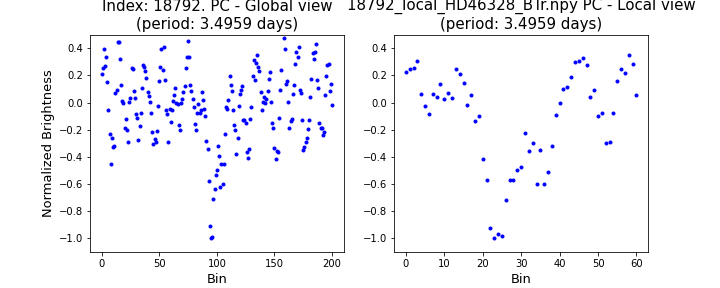 Index: 18792. PC - Global view
(period: 3.4959 days)
18792_local_HD46328_BTr.npy PC - Local view
(period: 3.4959 days)
Normalized Brightness
0.4
0.2
0.0
−0.2
−0.4
−0.6
−0.8
−1.0
0 50 100 150 200
Bin
0.4
0.2
0.0
−0.2
−0.4
−0.6
−0.8
−1.0
0 10 20 30 40 50 60
Bin